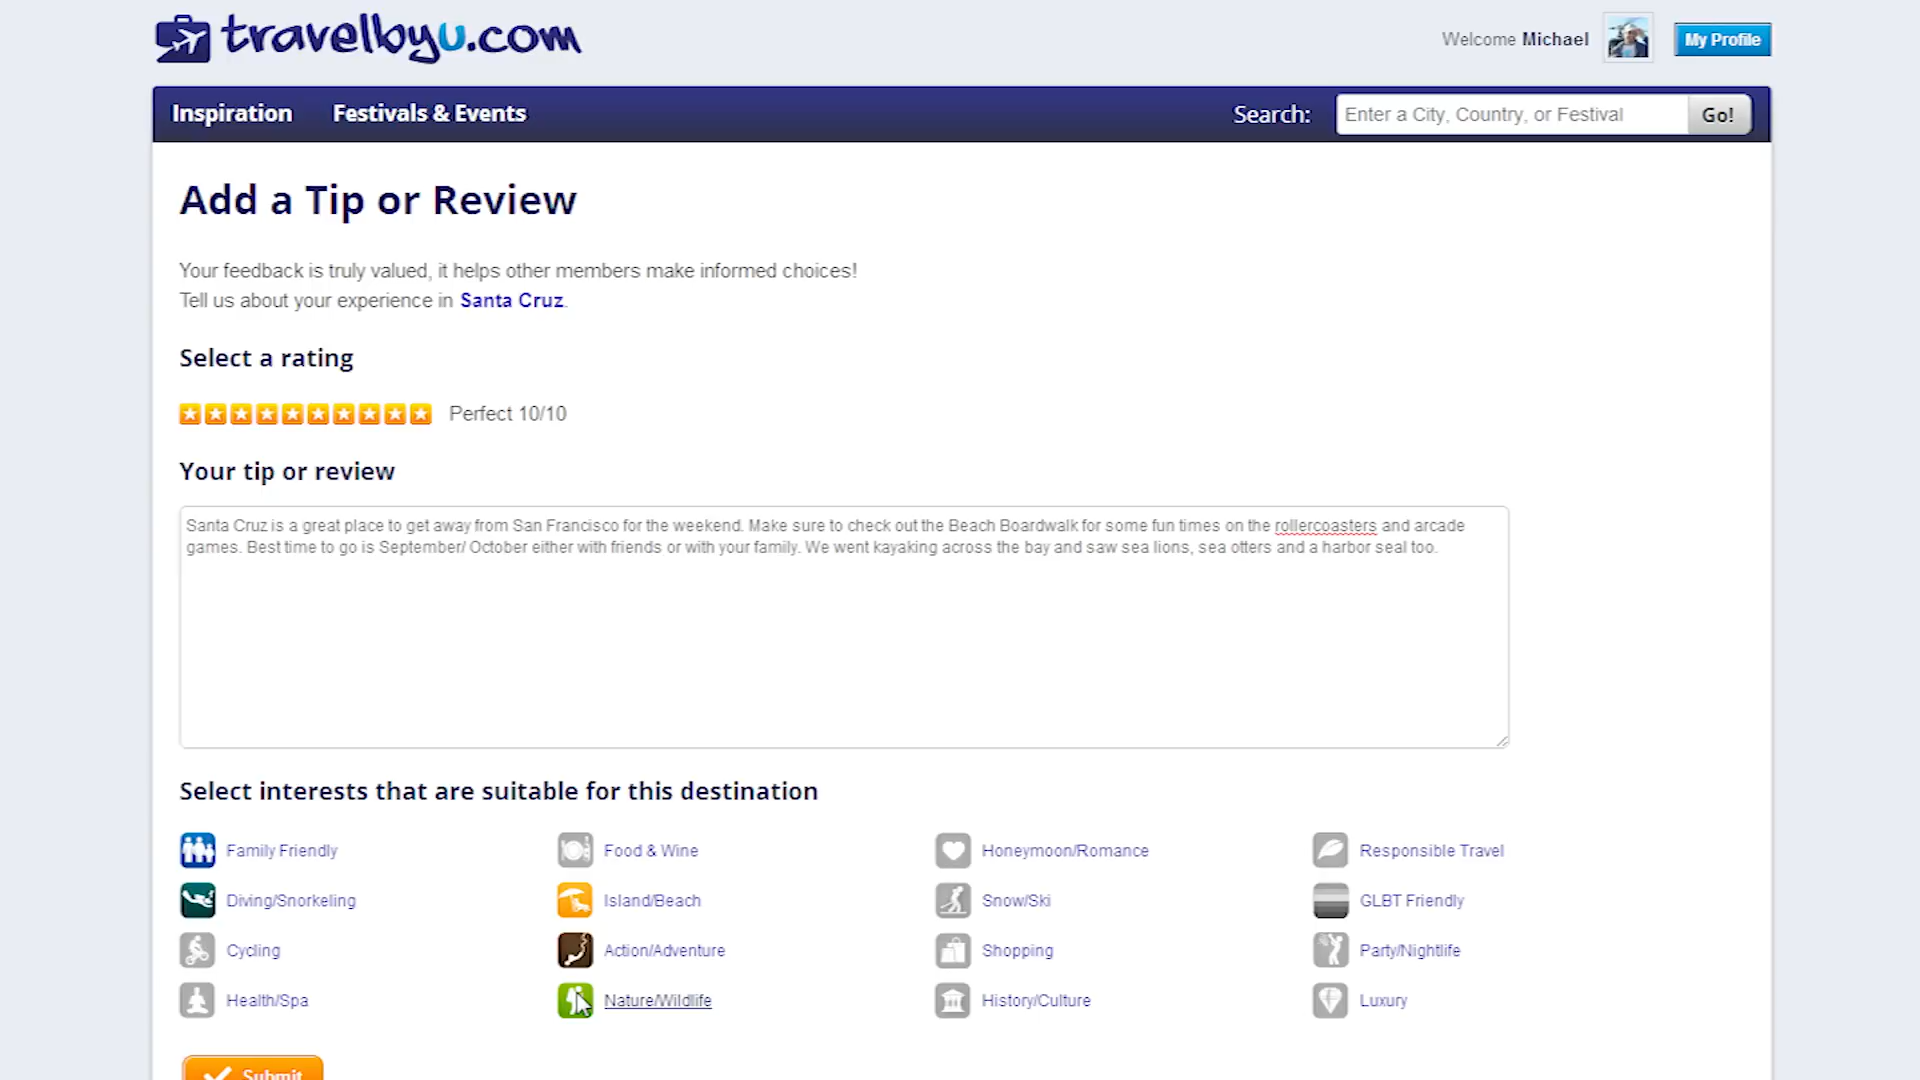 travelbyu.com
Welcome Michael
My Profile
Inspiration
Festivals & Events
Search:
Enter a City, Country, or Festival
Go!
Add a Tip or Review
Your feedback is truly valued, it helps other members make informed choices!
Tell us about your experience in Santa Cruz.
Select a rating
Perfect 10/10
Your tip or review
Santa Cruz is a great place to get away from San Francisco for the weekend. Make sure to check out the Beach Boardwalk for some fun times on the rollercoasters and arcade
games. Best time to go is September/ October either with friends or with your family. We went kayaking across the bay and saw sea lions, sea otters and a harbor seal too.
Select interests that are suitable for this destination
Family Friendly
Food & Wine
Honeymoon/Romance
Responsible Travel
Diving/Snorkeling
Island/Beach
Snow/Ski
GLBT Friendly
Cycling
Action/Adventure
Shopping
Party/Nightlife
Health/Spa
Nature/Wildlife
History/Culture
Luxury
Submit